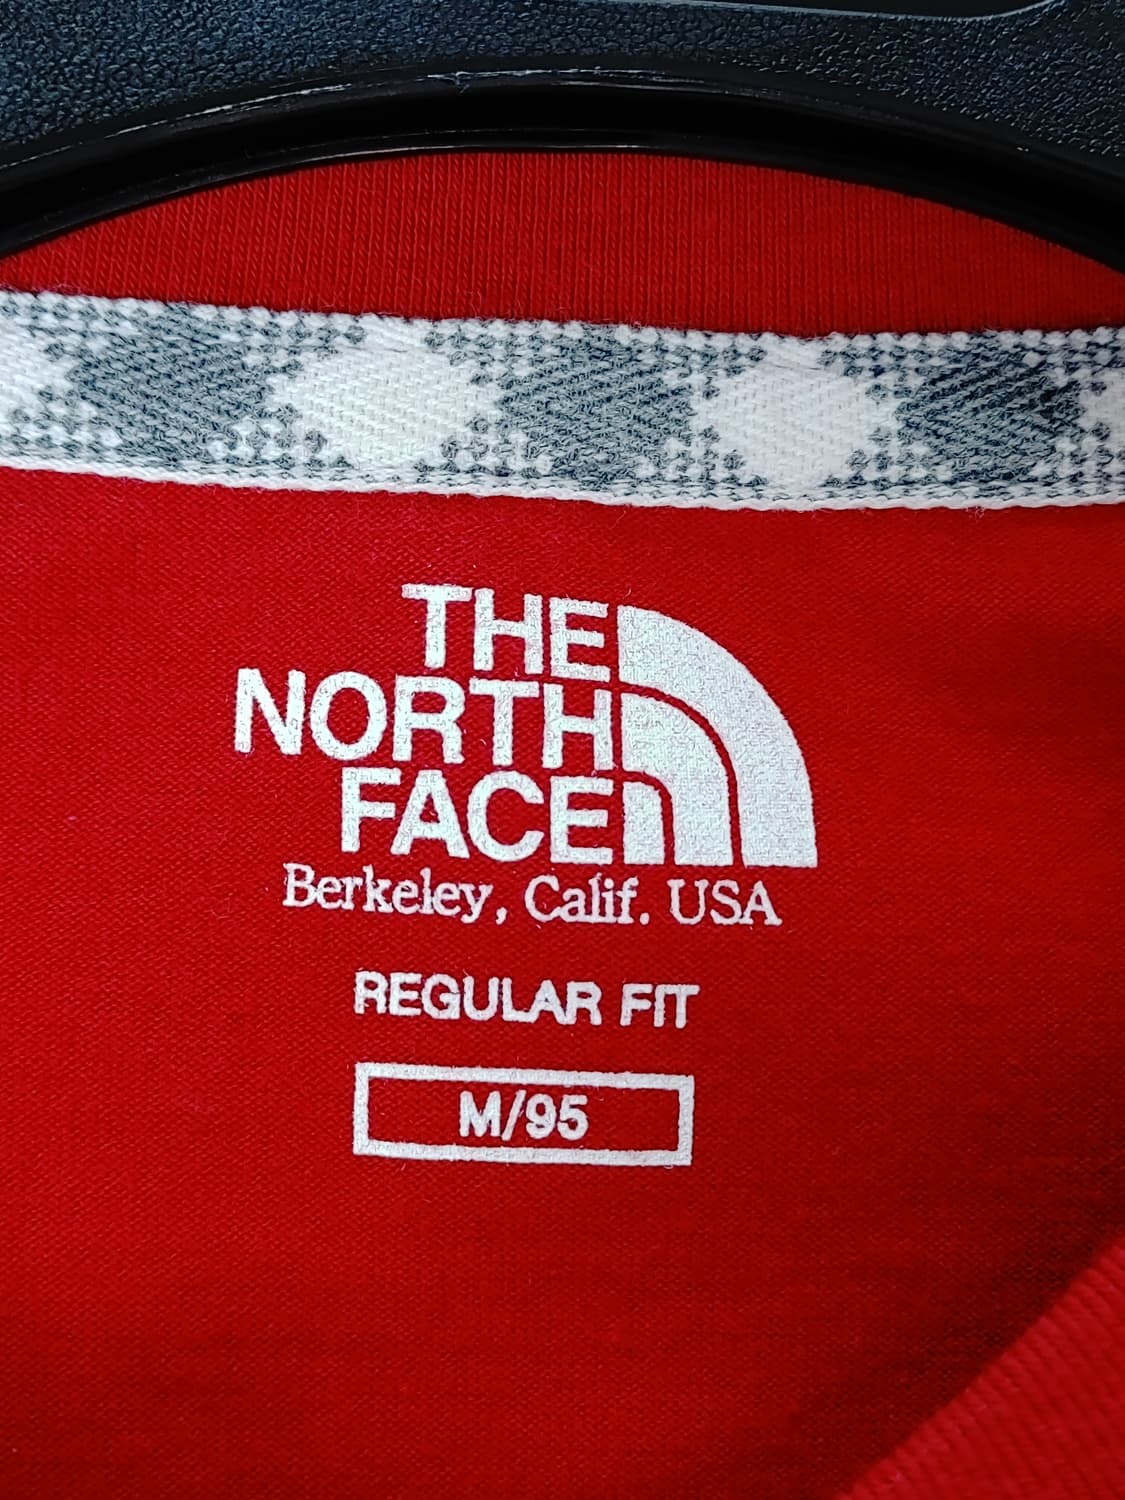 THE
NORTH
FACE
Berkeley, Calif. USA
REGULAR FIT
M/95